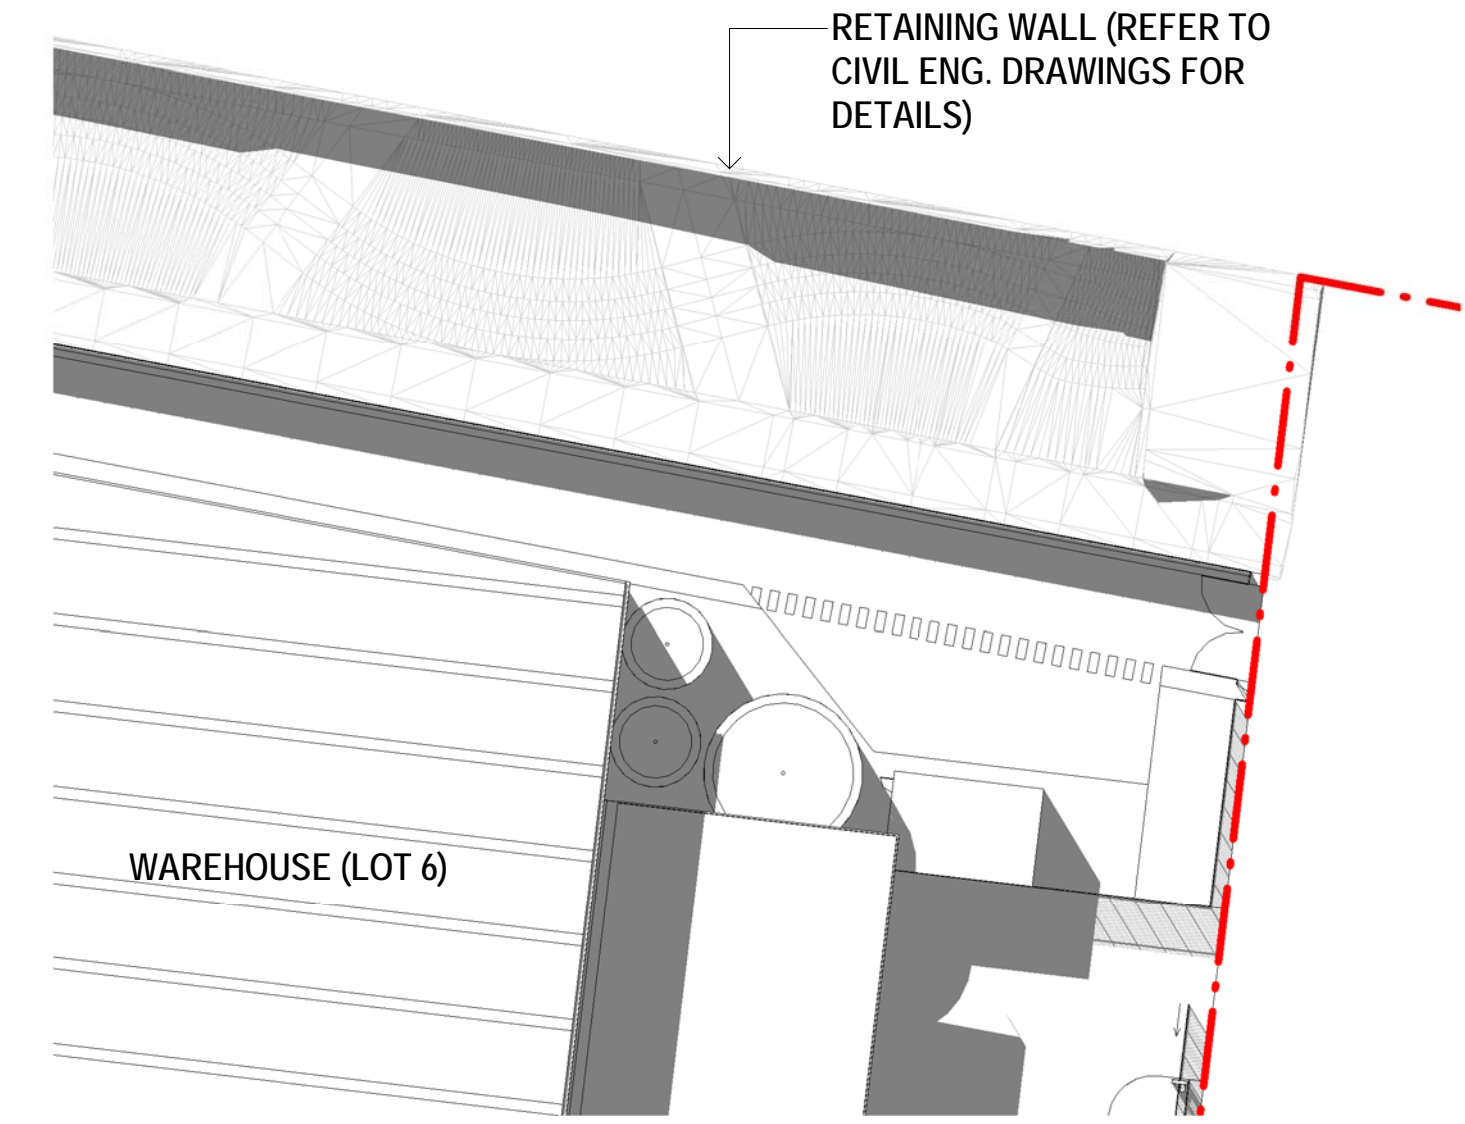 RETAINING WALL (REFER TO
CIVIL ENG. DRAWINGS FOR
DETAILS)
WAREHOUSE (LOT 6)